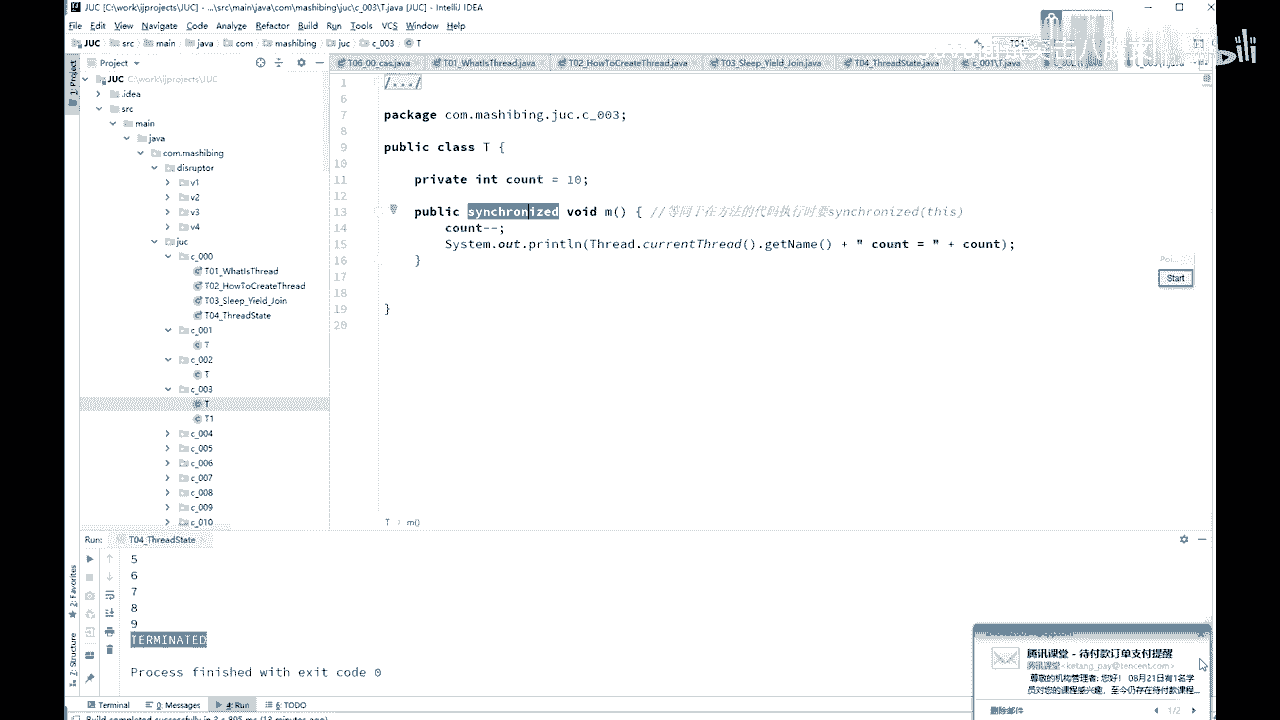 JUC [C:\work\ijprojects\JUC] - ...\src\main\java\com\mashibing\juc\c_003\T.java - IntelliJ IDEA
File Edit View Navigate Code Analyze Refactor Build Run Tools VCS Window Help
JUC src main java com mashibing juc c_003 T
Project
T06_00_cas.java T01_WhatIsThread.java T02_HowToCreateThread.java T03_Sleep_Yield_Join.java T04_ThreadState.java c_001\T.java
JUC C:\work\ijprojects\JUC
.idea
src
main
java
com.mashibing
disruptor
v1
v2
v3
v4
juc
c_000
T01_WhatIsThread
T02_HowToCreateThread
T03_Sleep_Yield_Join
T04_ThreadState
c_001
T
c_002
T
c_003
T
T1
c_004
c_005
c_006
c_007
c_008
c_009
c_010
1: Project
1 /.../
6
7 package com.mashibing.juc.c_003;
8
9 public class T {
10
11 private int count = 10;
12
13 public synchronized void m() { //等同于在方法的代码执行时要synchronized(this)
14 count--;
15 System.out.println(Thread.currentThread().getName() + " count = " + count);
16 }
17
18
19 }
20
Start
T › m()
Run: T04_ThreadState
5
6
7
8
9
TERMINATED
Process finished with exit code 0
2: Favorites
Z: Structure
腾讯课堂 - 待付款订单支付提醒
腾讯课堂<ketang_pay@tencent.com>
尊敬的机构管理者: 您好! 08月21日有1名学
员对您的课程感兴趣, 至今仍存在待付款课程...
删除邮件 1/2
Terminal 0: Messages 4: Run 6: TODO
Build completed successfully in 3 s 895 ms (13 minutes ago)